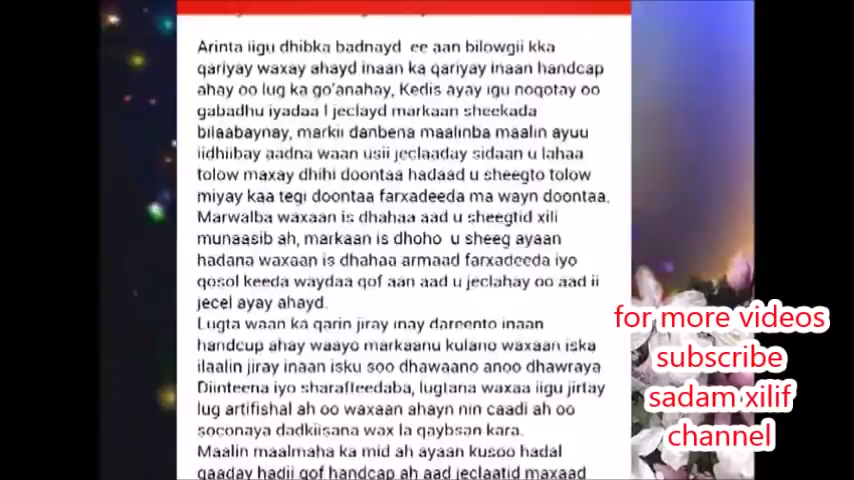 Arinta iigu dhibka badnayd ee aan bilowgii kka
qariyay waxay ahayd inaan ka qariyay inaan handcap
ahay oo lug ka go'anahay, Kedis ayay igu noqotay oo
gabadhu iyadaa I jeclayd markaan sheekada
bilaabaynay, markii danbena maalinba maalin ayuu
iidhiibay aadna waan usii jeclaaday sidaan u lahaa
tolow maxay dhihi doontaa hadaad u sheegto tolow
miyay kaa tegi doontaa farxadeeda ma wayn doontaa.
Marwalba waxaan is dhahaa aad u sheegtid xili
munaasib ah, markaan is dhoho u sheeg ayaan
hadana waxaan is dhahaa armaad farxadeeda iyo
qosol keeda waydaa qof aan aad u jeclahay oo aad ii
jecel ayay ahayd.
Lugta waan ka qarin jiray inay dareento inaan
handcup ahay waayo markaanu kulano waxaan iska
ilaalin jiray inaan isku soo dhawaano anoo dhawraya
Diinteena iyo sharafteedaba, lugtana waxaa iigu jirtay
lug artifishal ah oo waxaan ahayn nin caadi ah oo
soconaya dadkiisana wax la qaybsan kara.
Maalin maalmaha ka mid ah ayaan kusoo hadal
qaaday hadii qof handcap ah aad jeclaatid maxaad
for more videos
subscribe
sadam xilif
channel